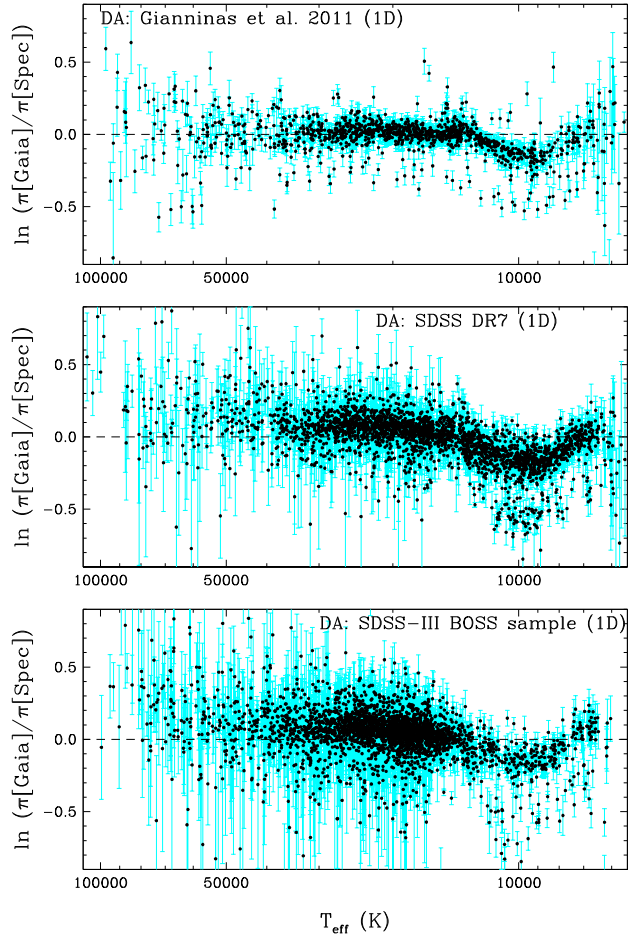 DA: Gianninas et al. 2011 (1D)
0.5
0.0
−0.5
ln (π[Gaia]/π[Spec])
100000 50000 10000
DA: SDSS DR7 (1D)
0.5
0.0
−0.5
ln (π[Gaia]/π[Spec])
100000 50000 10000
DA: SDSS−III BOSS sample (1D)
0.5
0.0
−0.5
ln (π[Gaia]/π[Spec])
100000 50000 10000
Teff (K)